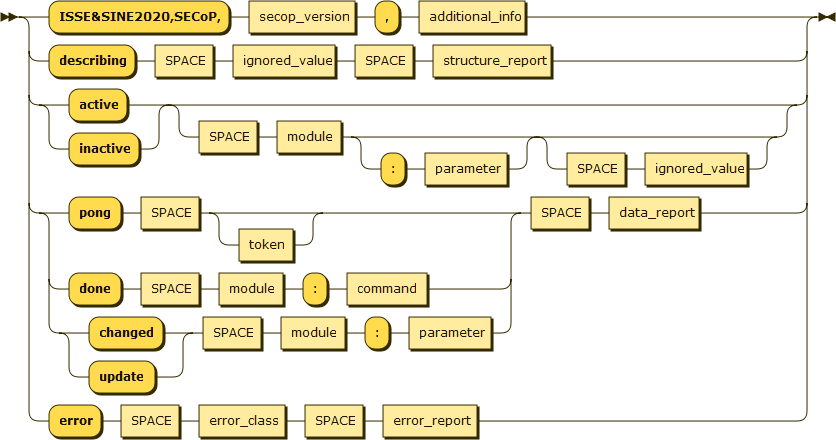 ISSE&SINE2020,SECoP, secop_version , additional_info
describing SPACE ignored_value SPACE structure_report
active
inactive SPACE module
: parameter SPACE ignored_value
pong SPACE SPACE data_report
token
done SPACE module : command
changed SPACE module : parameter
update
error SPACE error_class SPACE error_report